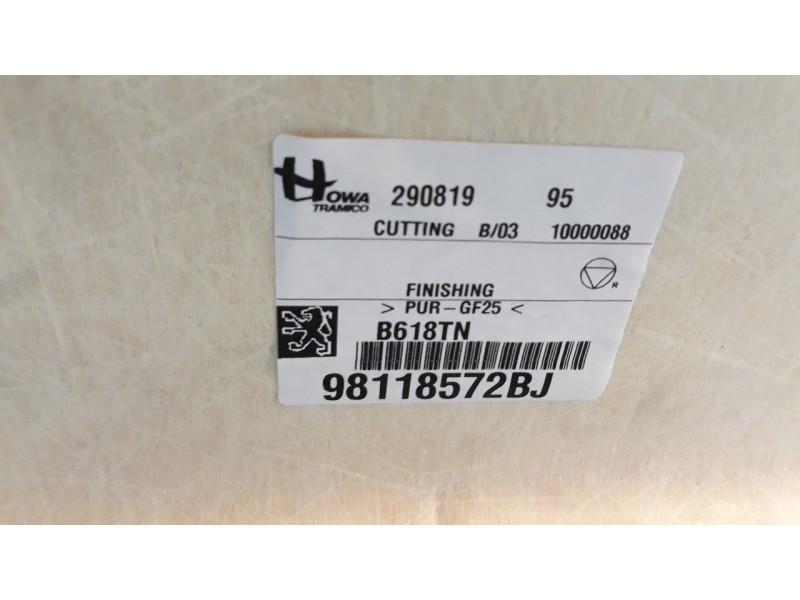 HOWA
TRAMICO
290819 95
CUTTING B/03 10000088
R
FINISHING
> PUR-GF25 <
B618TN
98118572BJ